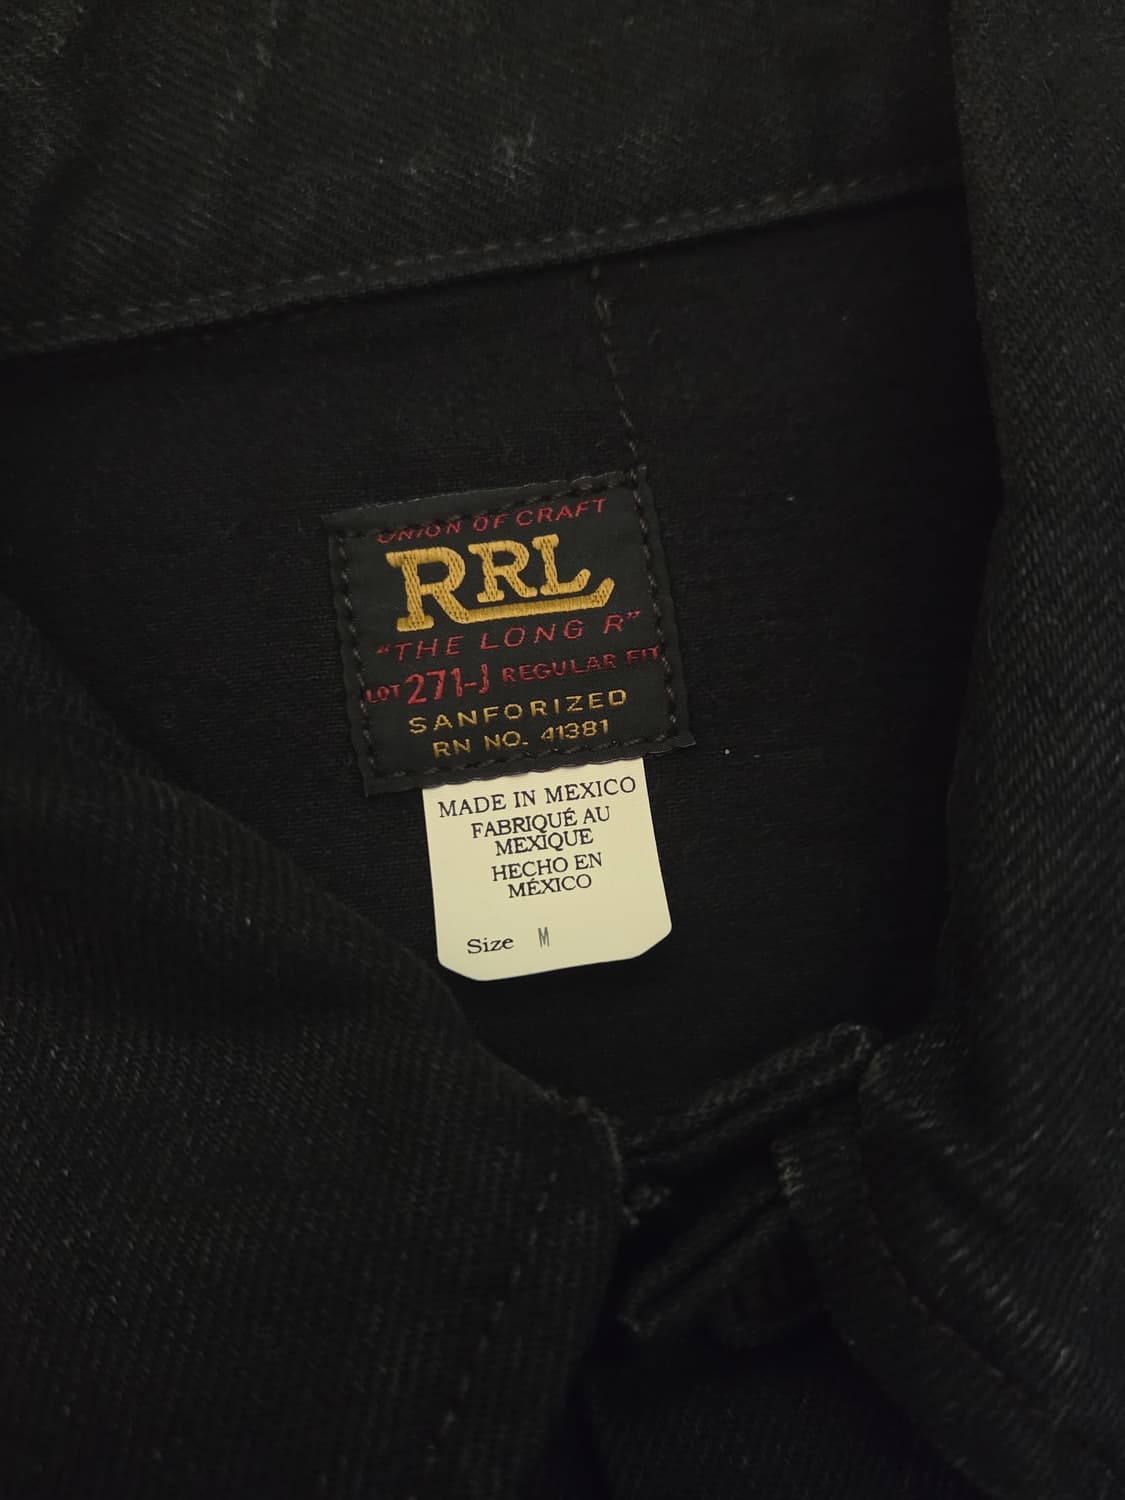 UNION OF CRAFT
RRL
"THE LONG R"
LOT 271-J REGULAR FIT
SANFORIZED
RN NO. 41381
MADE IN MEXICO
FABRIQUÉ AU
MEXIQUE
HECHO EN
MÉXICO
Size M